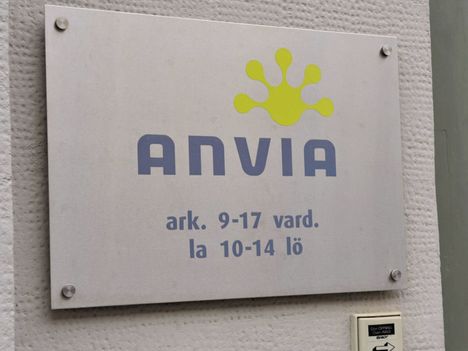 ANVIA
ark. 9-17 vard.
la 10-14 lö